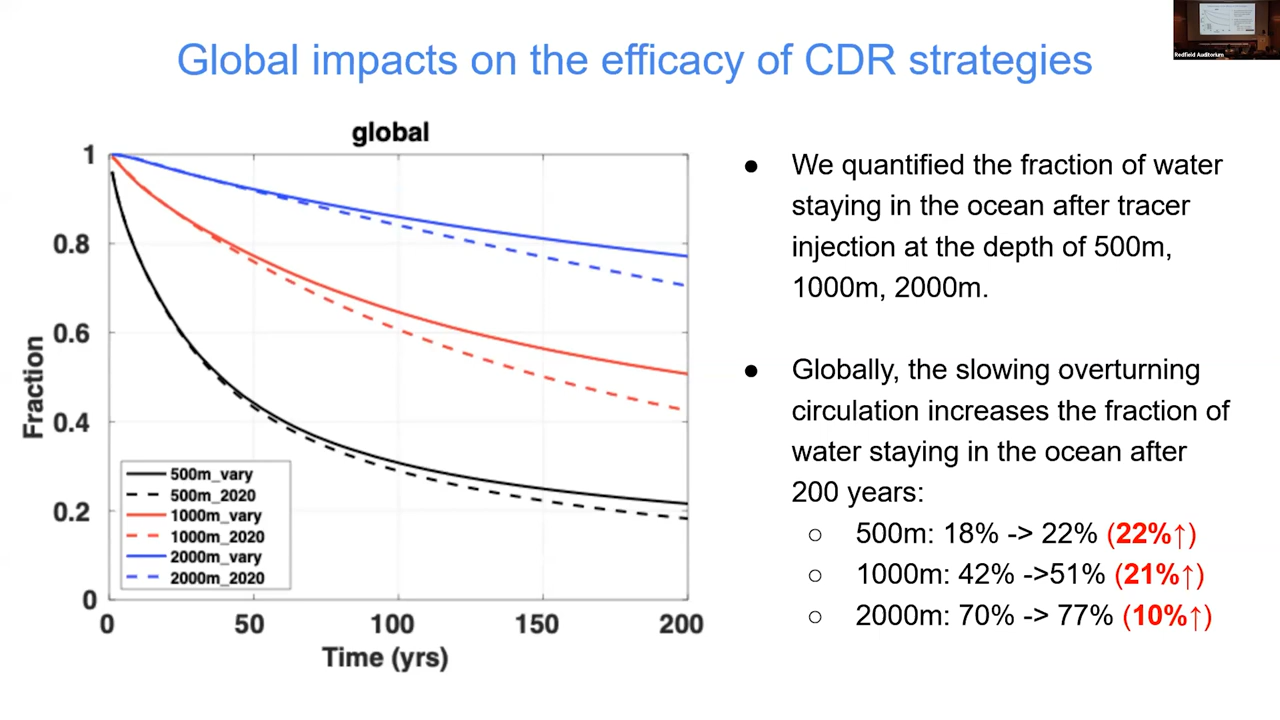 Global impacts on the efficacy of CDR strategies
Redfield Auditorium
global
1
0.8
0.6
0.4
0.2
0
Fraction
500m_vary
500m_2020
1000m_vary
1000m_2020
2000m_vary
2000m_2020
0 50 100 150 200
Time (yrs)
● We quantified the fraction of water
staying in the ocean after tracer
injection at the depth of 500m,
1000m, 2000m.
● Globally, the slowing overturning
circulation increases the fraction of
water staying in the ocean after
200 years:
○ 500m: 18% -> 22% (22%↑)
○ 1000m: 42% ->51% (21%↑)
○ 2000m: 70% -> 77% (10%↑)